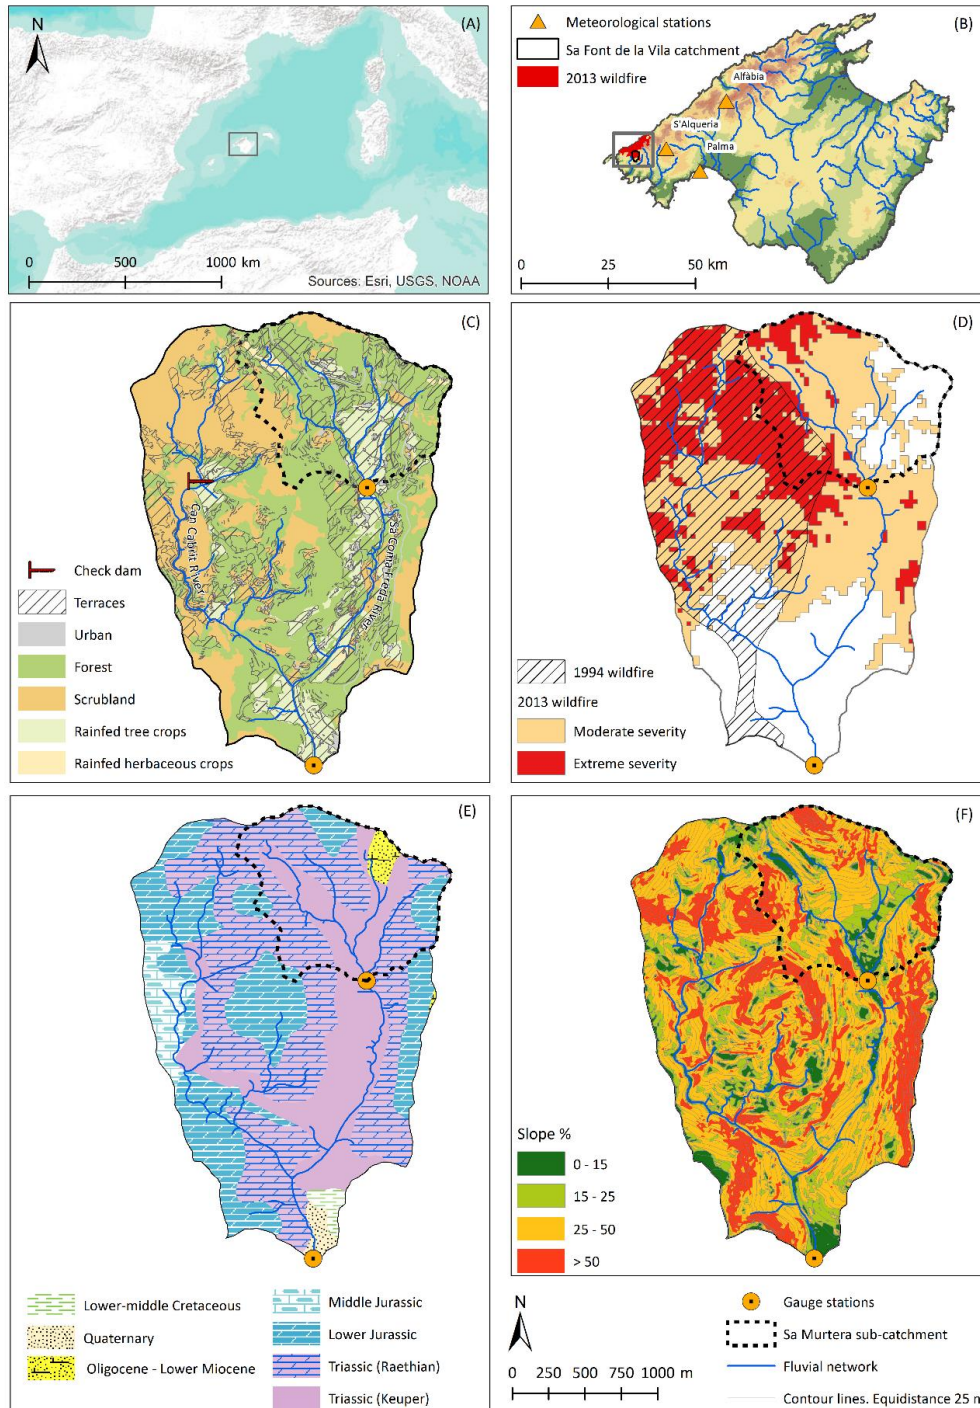 (A)
N
0 500 1000 km
Sources: Esri, USGS, NOAA
(B)
Meteorological stations
Sa Font de la Vila catchment
2013 wildfire
Alfàbia
S'Alqueria
Palma
0 25 50 km
(C)
Can Cabrit River
Sa Coma Freda River
Check dam
Terraces
Urban
Forest
Scrubland
Rainfed tree crops
Rainfed herbaceous crops
(D)
1994 wildfire
2013 wildfire
Moderate severity
Extreme severity
(E)
Lower-middle Cretaceous
Quaternary
Oligocene - Lower Miocene
Middle Jurassic
Lower Jurassic
Triassic (Raethian)
Triassic (Keuper)
(F)
Slope %
0 - 15
15 - 25
25 - 50
> 50
N
0 250 500 750 1000 m
Gauge stations
Sa Murtera sub-catchment
Fluvial network
Contour lines. Equidistance 25 m